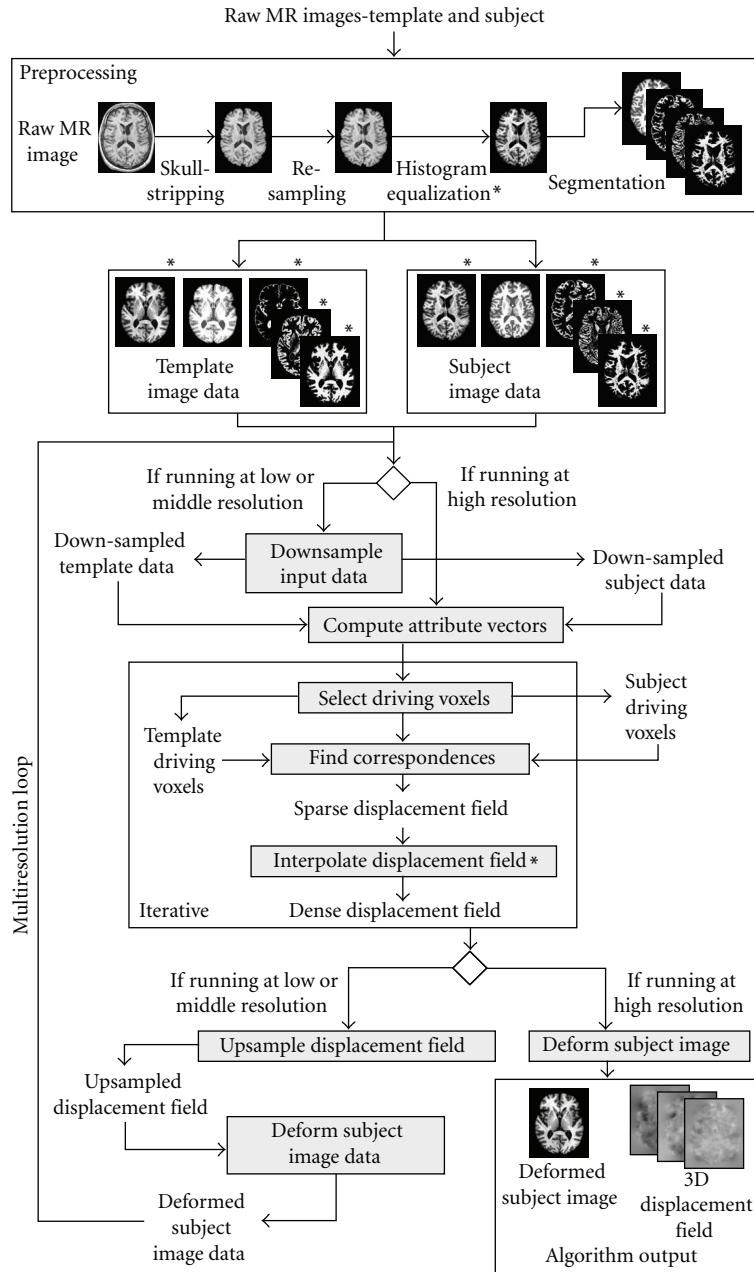 Raw MR images-template and subject
Preprocessing
Raw MR
image
Skull-
stripping
Re-
sampling
Histogram
equalization*
Segmentation
*
*
*
*
*
Template
image data
*
*
*
*
*
Subject
image data
If running at low or
middle resolution
If running at
high resolution
Down-sampled
template data
Downsample
input data
Down-sampled
subject data
Compute attribute vectors
Select driving voxels
Subject
driving
voxels
Template
driving
voxels
Find correspondences
Sparse displacement field
Interpolate displacement field*
Iterative
Dense displacement field
Multiresolution loop
If running at low or
middle resolution
If running at
high resolution
Upsample displacement field
Deform subject image
Upsampled
displacement field
Deform subject
image data
Deformed
subject
image data
Deformed
subject image
3D
displacement
field
Algorithm output